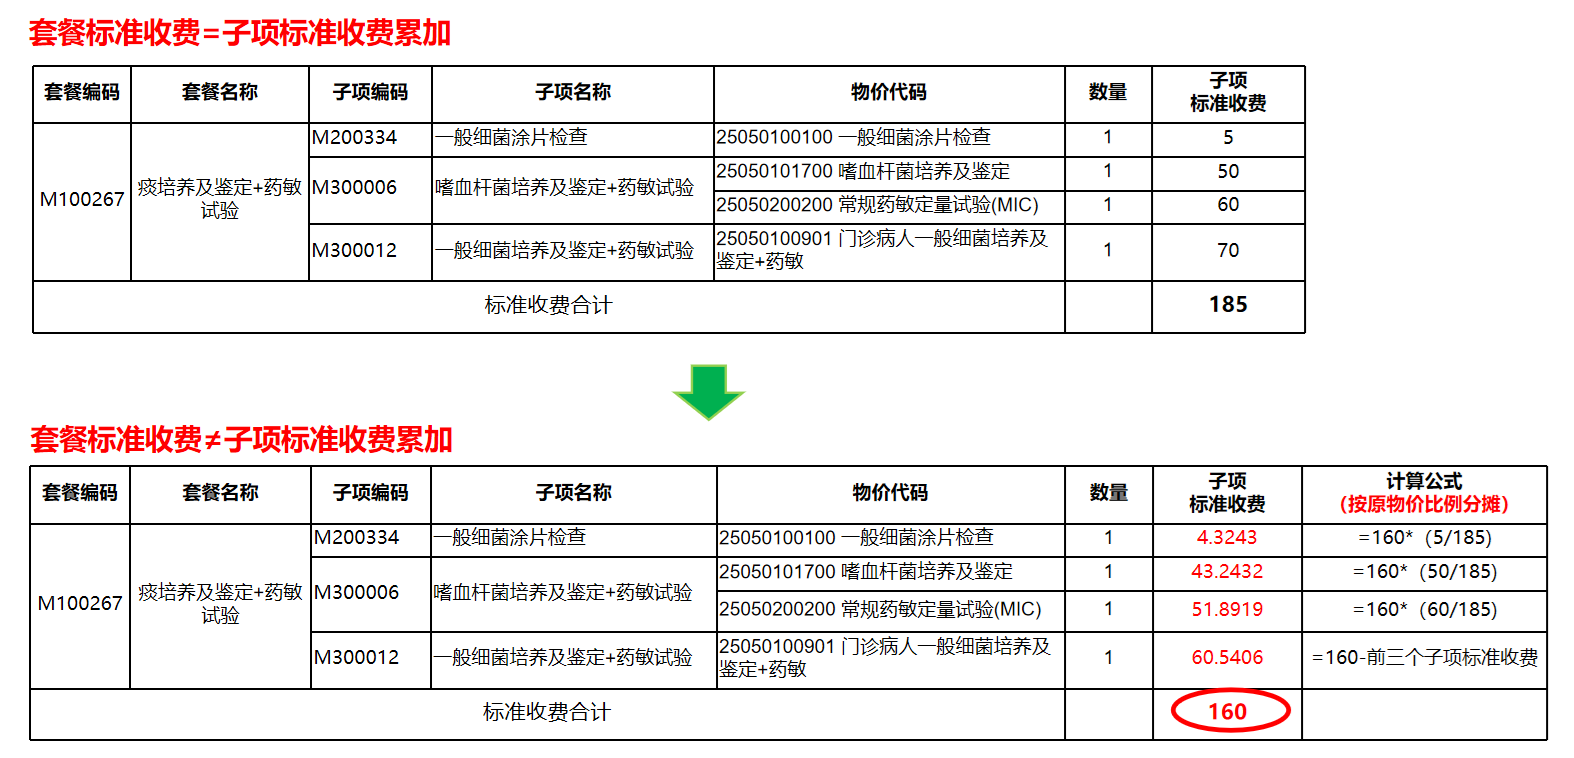 套餐标准收费=子项标准收费累加
套餐编码 套餐名称 子项编码 子项名称 物价代码 数量 子项
标准收费
M200334 一般细菌涂片检查 25050100100 一般细菌涂片检查 1 5
M100267 痰培养及鉴定+药敏
试验
M300006 嗜血杆菌培养及鉴定+药敏试验 25050101700 嗜血杆菌培养及鉴定 1 50
25050200200 常规药敏定量试验(MIC) 1 60
M300012 一般细菌培养及鉴定+药敏试验 25050100901 门诊病人一般细菌培养及
鉴定+药敏 1 70
标准收费合计 185
套餐标准收费≠子项标准收费累加
套餐编码 套餐名称 子项编码 子项名称 物价代码 数量 子项
标准收费 计算公式
（按原物价比例分摊）
M200334 一般细菌涂片检查 25050100100 一般细菌涂片检查 1 4.3243 =160*（5/185）
M100267 痰培养及鉴定+药敏
试验
M300006 嗜血杆菌培养及鉴定+药敏试验 25050101700 嗜血杆菌培养及鉴定 1 43.2432 =160*（50/185）
25050200200 常规药敏定量试验(MIC) 1 51.8919 =160*（60/185）
M300012 一般细菌培养及鉴定+药敏试验 25050100901 门诊病人一般细菌培养及
鉴定+药敏 1 60.5406 =160-前三个子项标准收费
标准收费合计 160